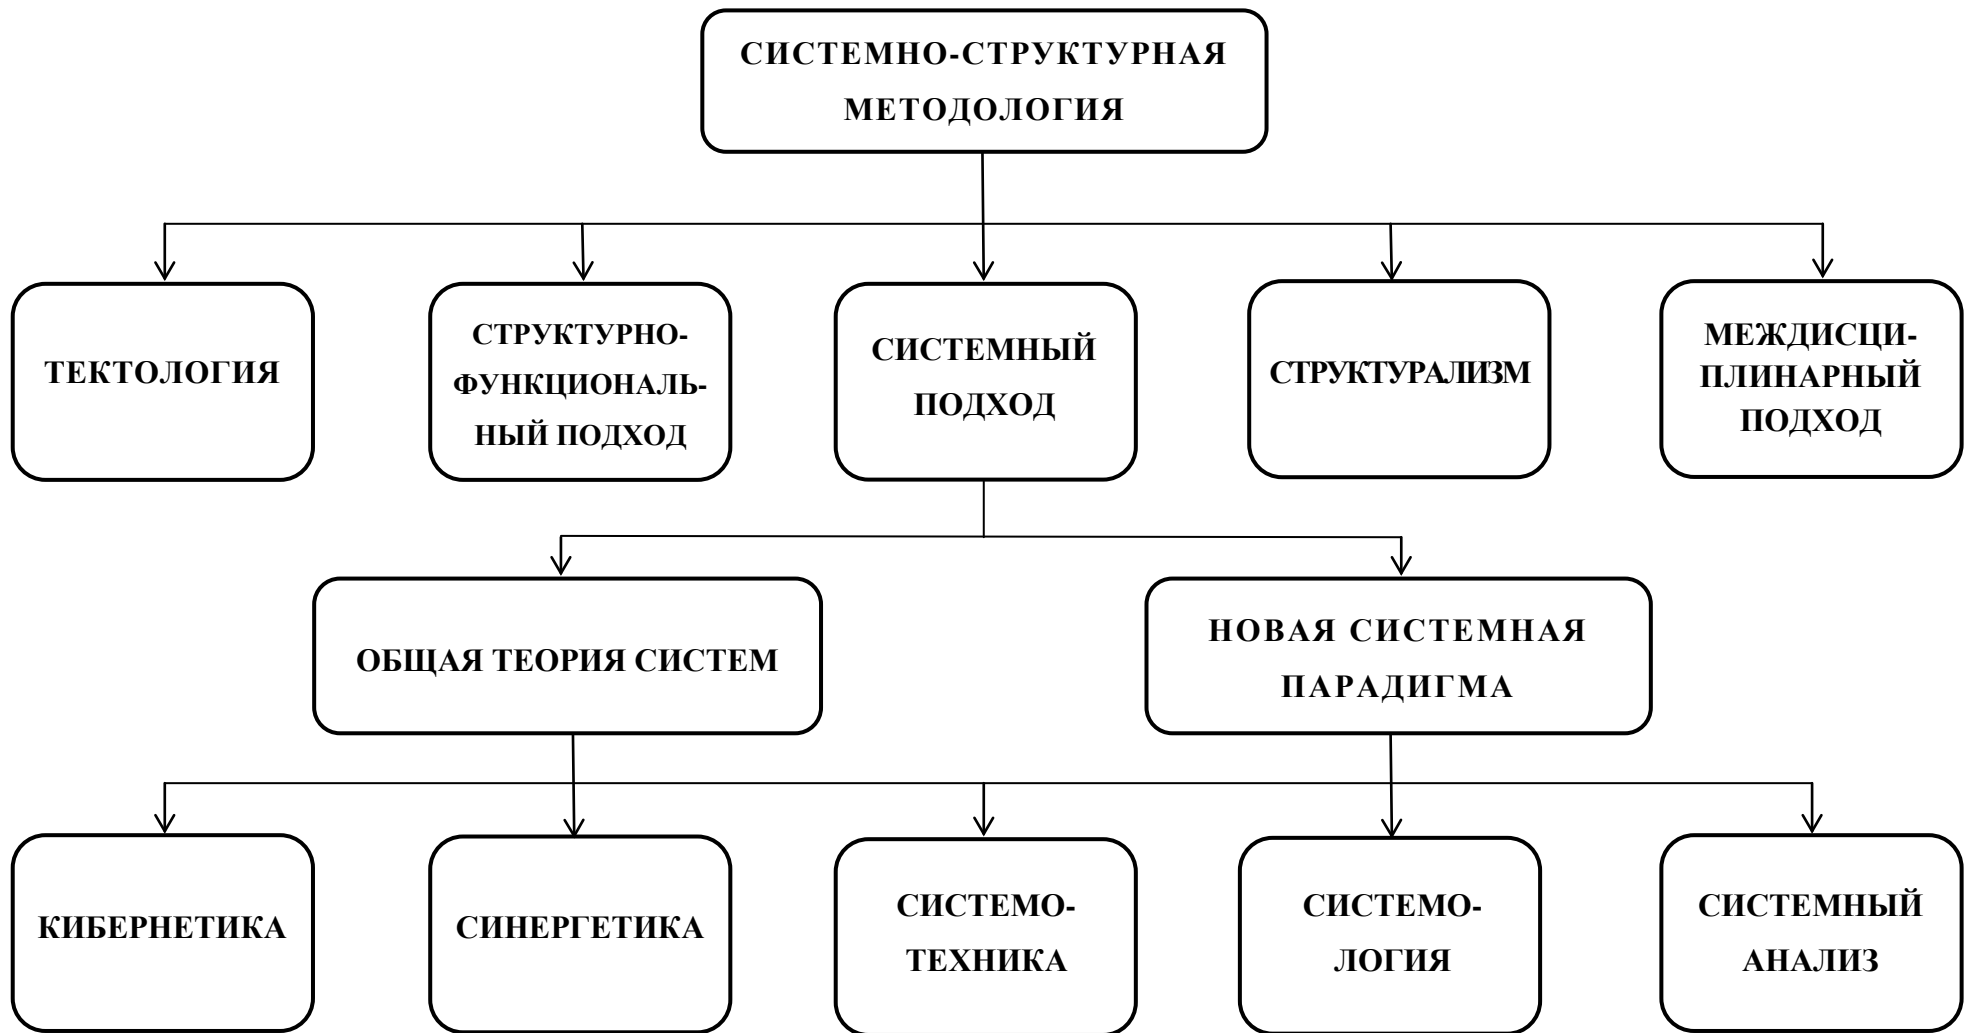 СИСТЕМНО-СТРУКТУРНАЯ
МЕТОДОЛОГИЯ
ТЕКТОЛОГИЯ
СТРУКТУРНО-
ФУНКЦИОНАЛЬ-
НЫЙ ПОДХОД
СИСТЕМНЫЙ
ПОДХОД
СТРУКТУРАЛИЗМ
МЕЖДИСЦИ-
ПЛИНАРНЫЙ
ПОДХОД
ОБЩАЯ ТЕОРИЯ СИСТЕМ
НОВАЯ СИСТЕМНАЯ
ПАРАДИГМА
КИБЕРНЕТИКА
СИНЕРГЕТИКА
СИСТЕМО-
ТЕХНИКА
СИСТЕМО-
ЛОГИЯ
СИСТЕМНЫЙ
АНАЛИЗ